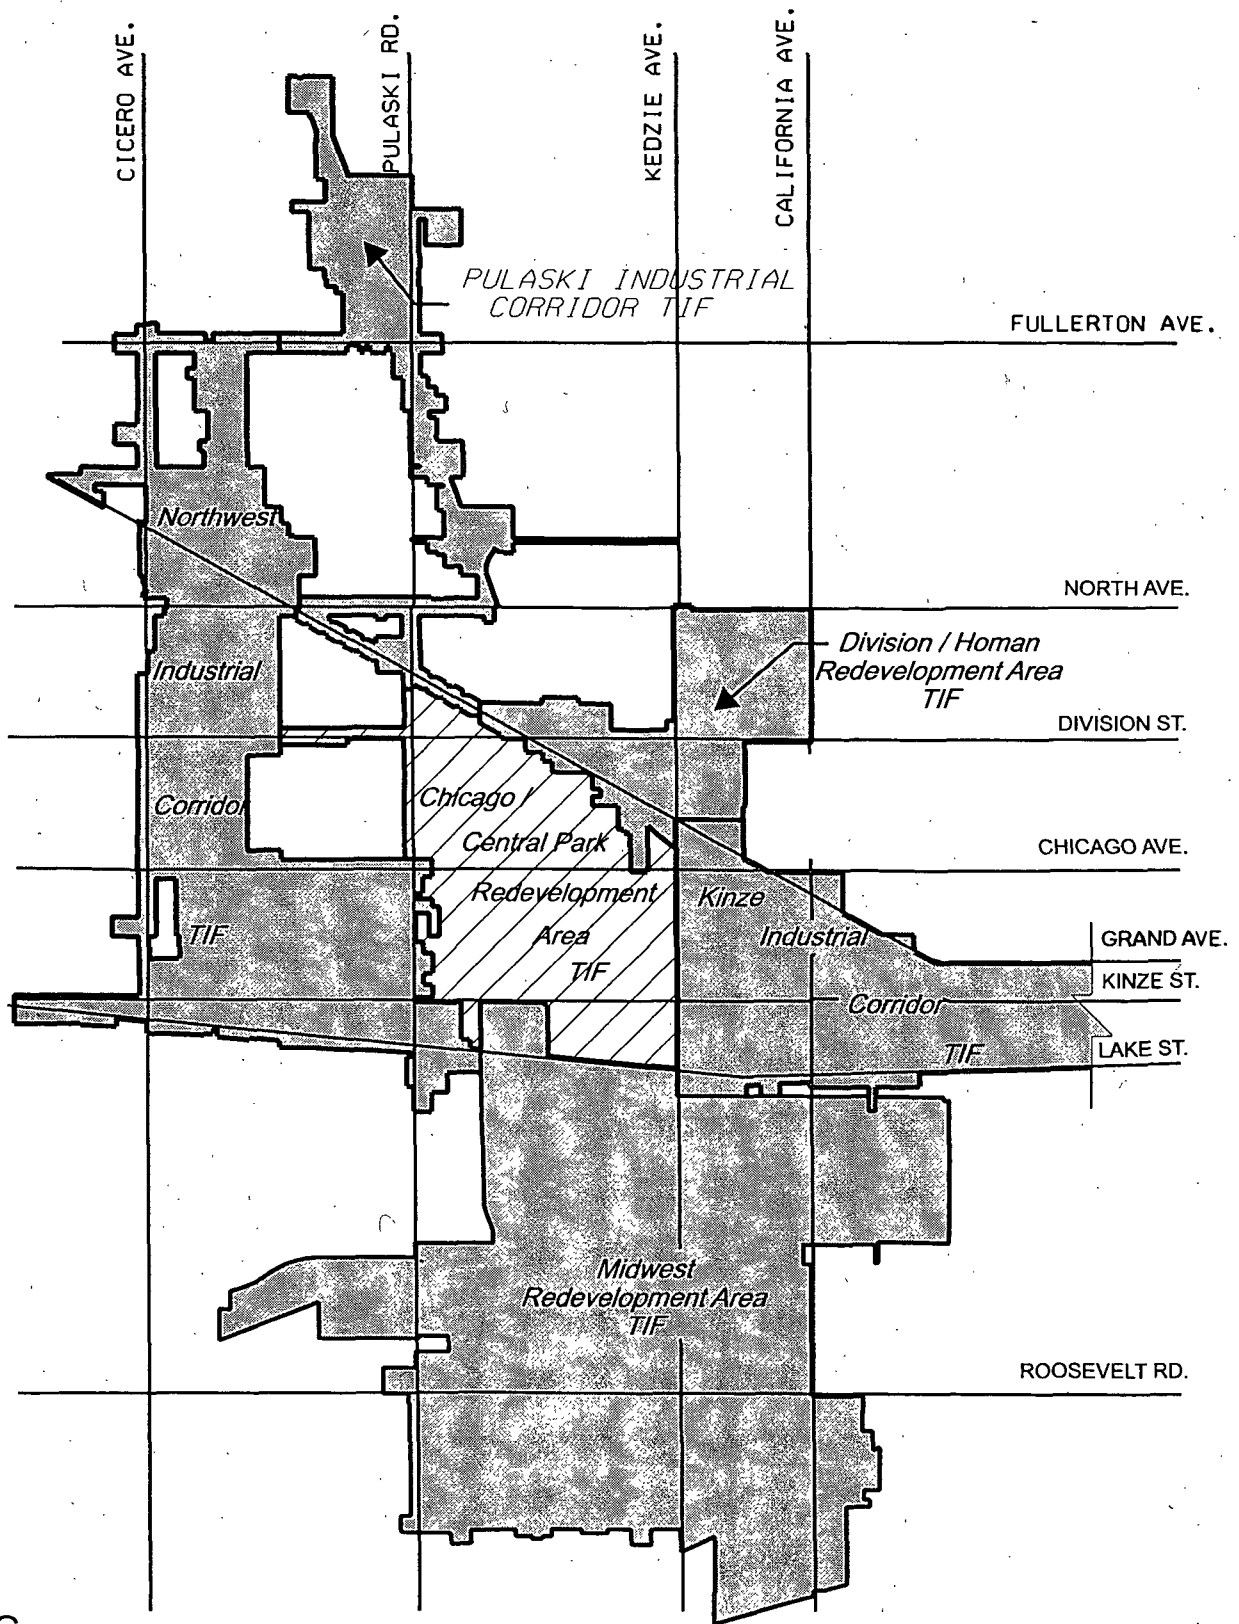 CICERO AVE.
PULASKI RD.
KEDZIE AVE.
CALIFORNIA AVE.
PULASKI INDUSTRIAL
CORRIDOR TIF
FULLERTON AVE.
Northwest
NORTH AVE.
Division / Homan
Redevelopment Area
TIF
Industrial
DIVISION ST.
Corridor
Chicago /
Central Park
CHICAGO AVE.
Redevelopment
Kinze
TIF
Area
Industrial
GRAND AVE.
TIF
KINZE ST.
Corridor
TIF
LAKE ST.
Midwest
Redevelopment Area
TIF
ROOSEVELT RD.